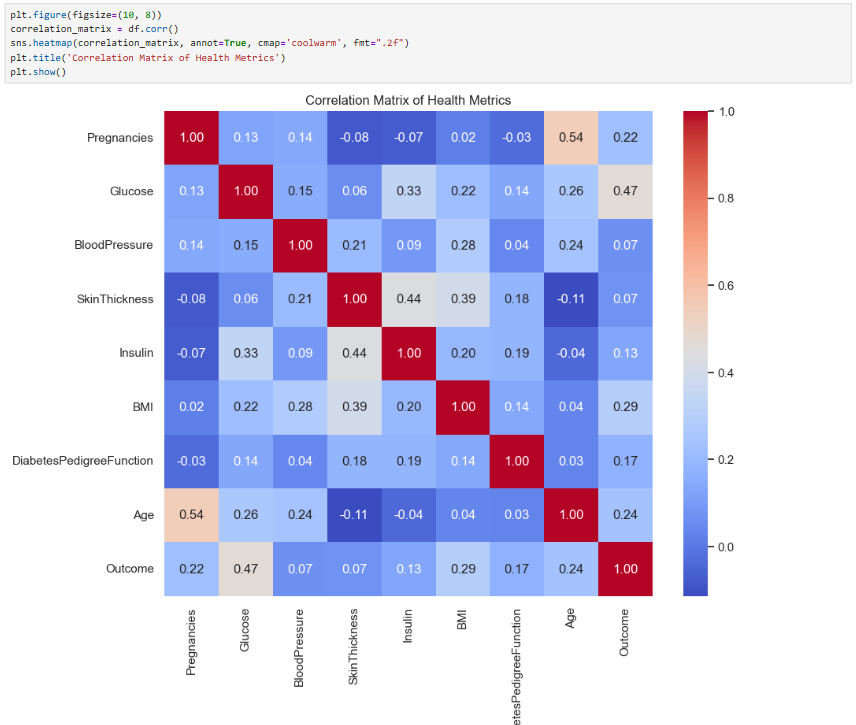 plt.figure(figsize=(10, 8))
correlation_matrix = df.corr()
sns.heatmap(correlation_matrix, annot=True, cmap='coolwarm', fmt=".2f")
plt.title('Correlation Matrix of Health Metrics')
plt.show()
Correlation Matrix of Health Metrics
Pregnancies 1.00 0.13 0.14 -0.08 -0.07 0.02 -0.03 0.54 0.22
Glucose 0.13 1.00 0.15 0.06 0.33 0.22 0.14 0.26 0.47
BloodPressure 0.14 0.15 1.00 0.21 0.09 0.28 0.04 0.24 0.07
SkinThickness -0.08 0.06 0.21 1.00 0.44 0.39 0.18 -0.11 0.07
Insulin -0.07 0.33 0.09 0.44 1.00 0.20 0.19 -0.04 0.13
BMI 0.02 0.22 0.28 0.39 0.20 1.00 0.14 0.04 0.29
DiabetesPedigreeFunction -0.03 0.14 0.04 0.18 0.19 0.14 1.00 0.03 0.17
Age 0.54 0.26 0.24 -0.11 -0.04 0.04 0.03 1.00 0.24
Outcome 0.22 0.47 0.07 0.07 0.13 0.29 0.17 0.24 1.00
Pregnancies
Glucose
BloodPressure
SkinThickness
Insulin
BMI
etesPedigreeFunction
Age
Outcome
1.0
0.8
0.6
0.4
0.2
0.0